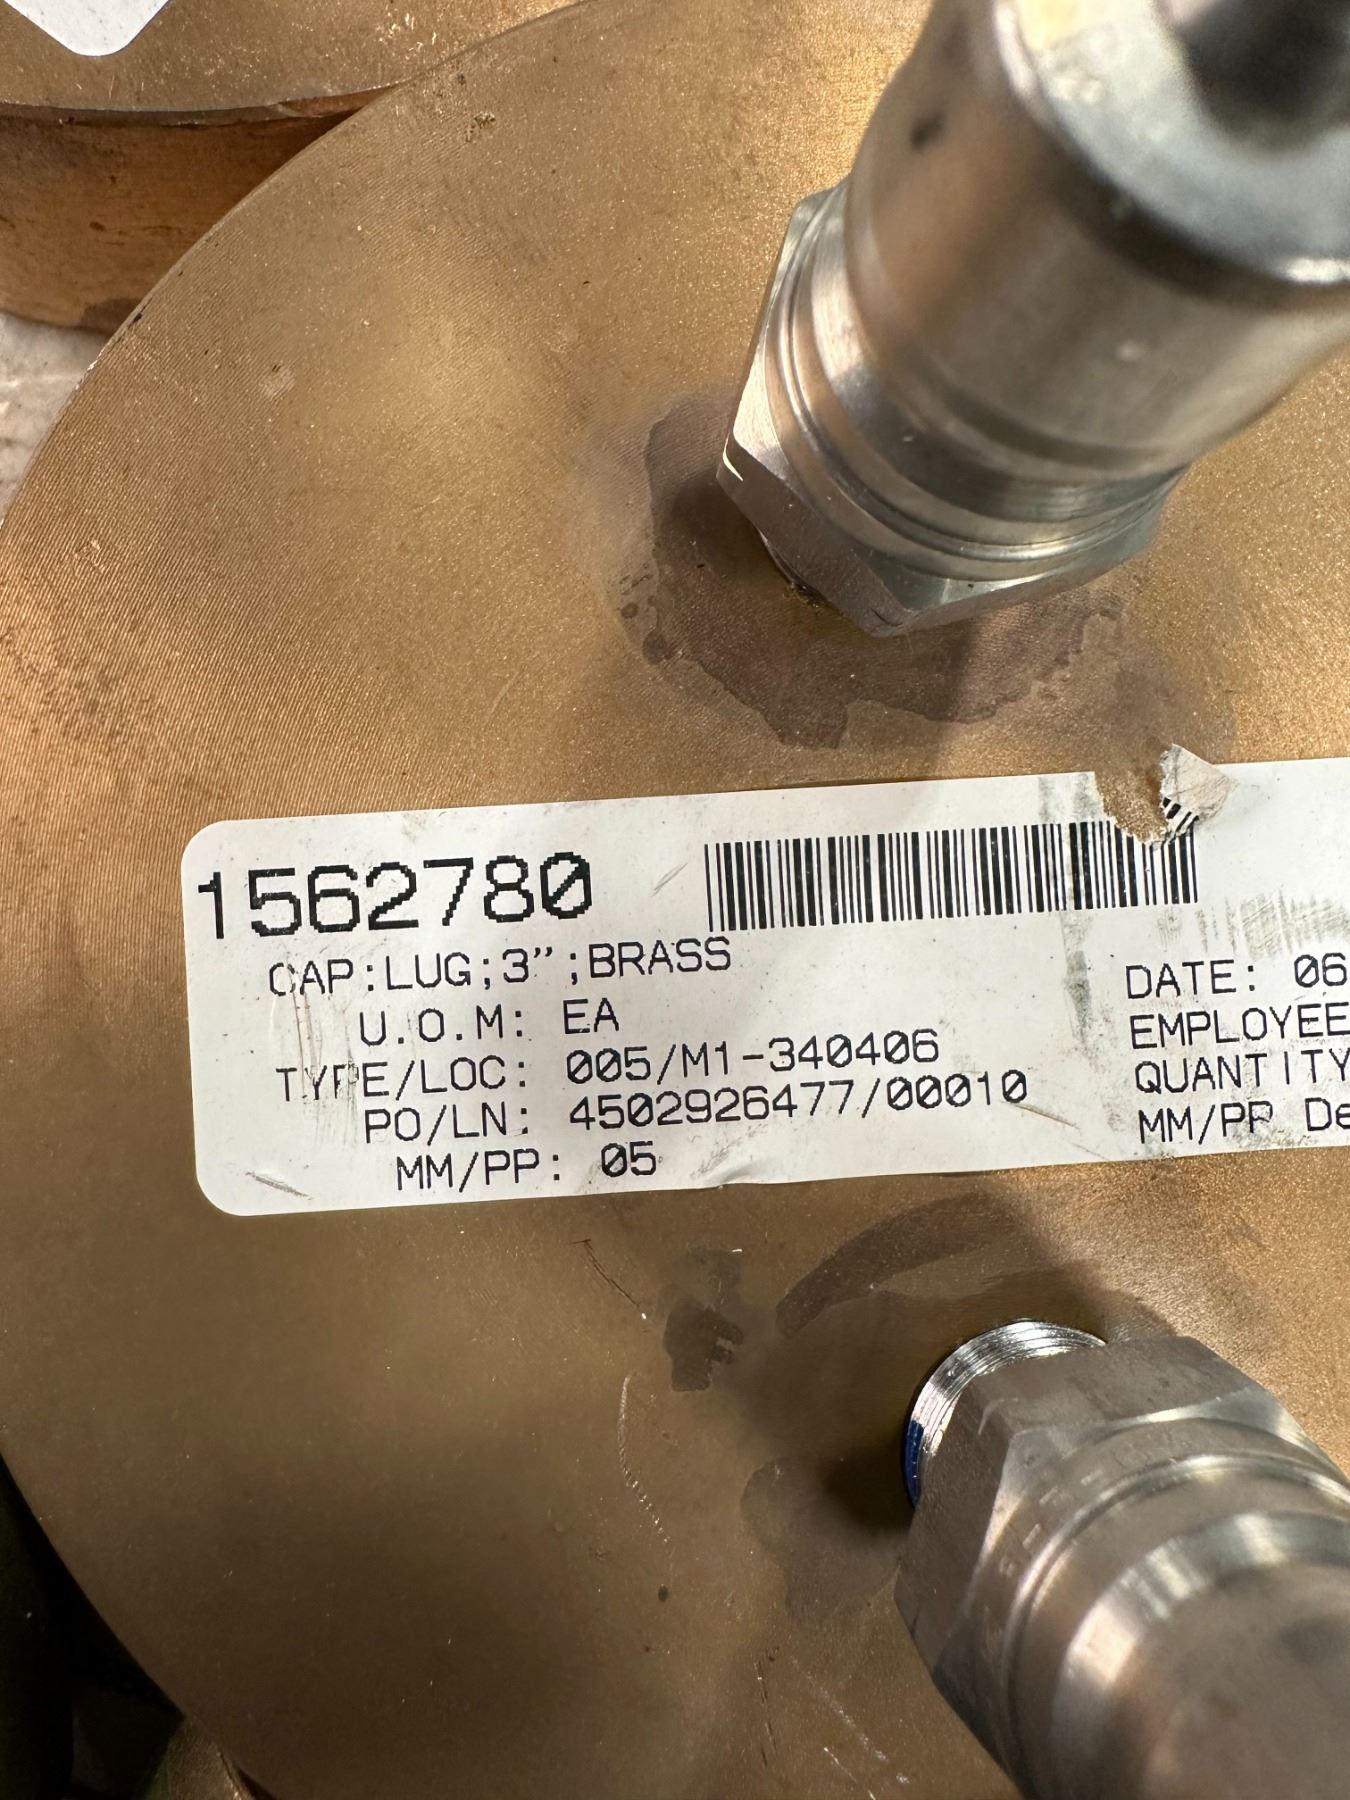 1562780
CAP:LUG;3";BRASS
U.O.M: EA
TYPE/LOC: 005/M1-340406
PO/LN: 4502926477/00010
MM/PP: 05
DATE: 06
EMPLOYEE
QUANTITY
MM/PP De